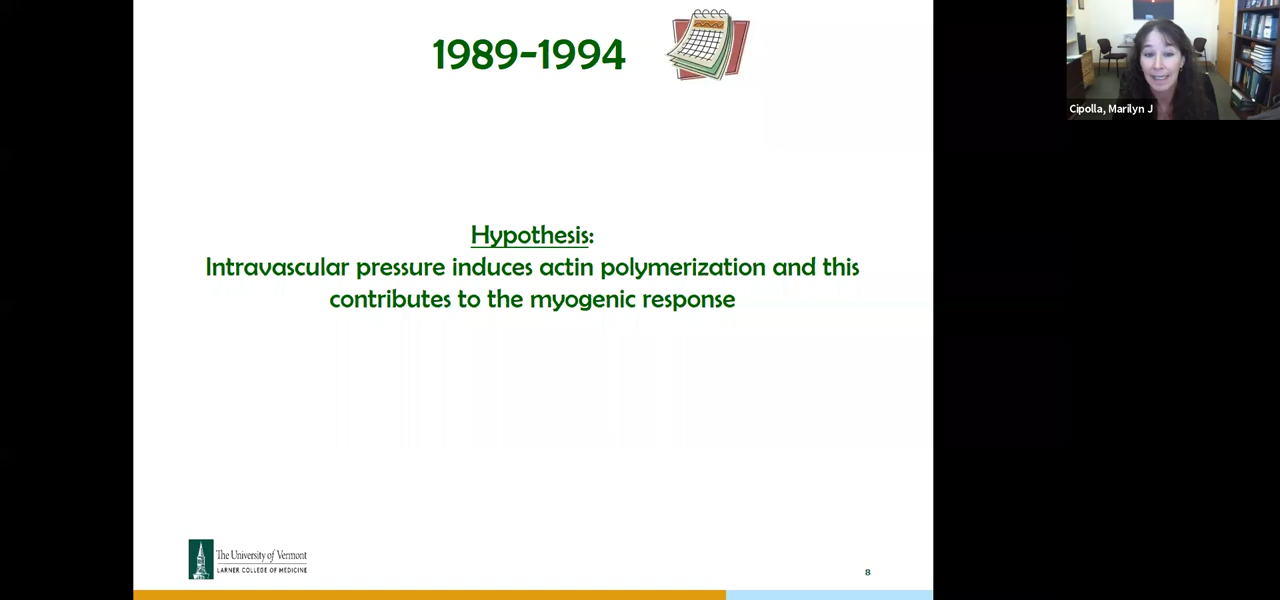 1989-1994
Cipolla, Marilyn J
Hypothesis:
Intravascular pressure induces actin polymerization and this
contributes to the myogenic response
The University of Vermont
LARNER COLLEGE OF MEDICINE
8